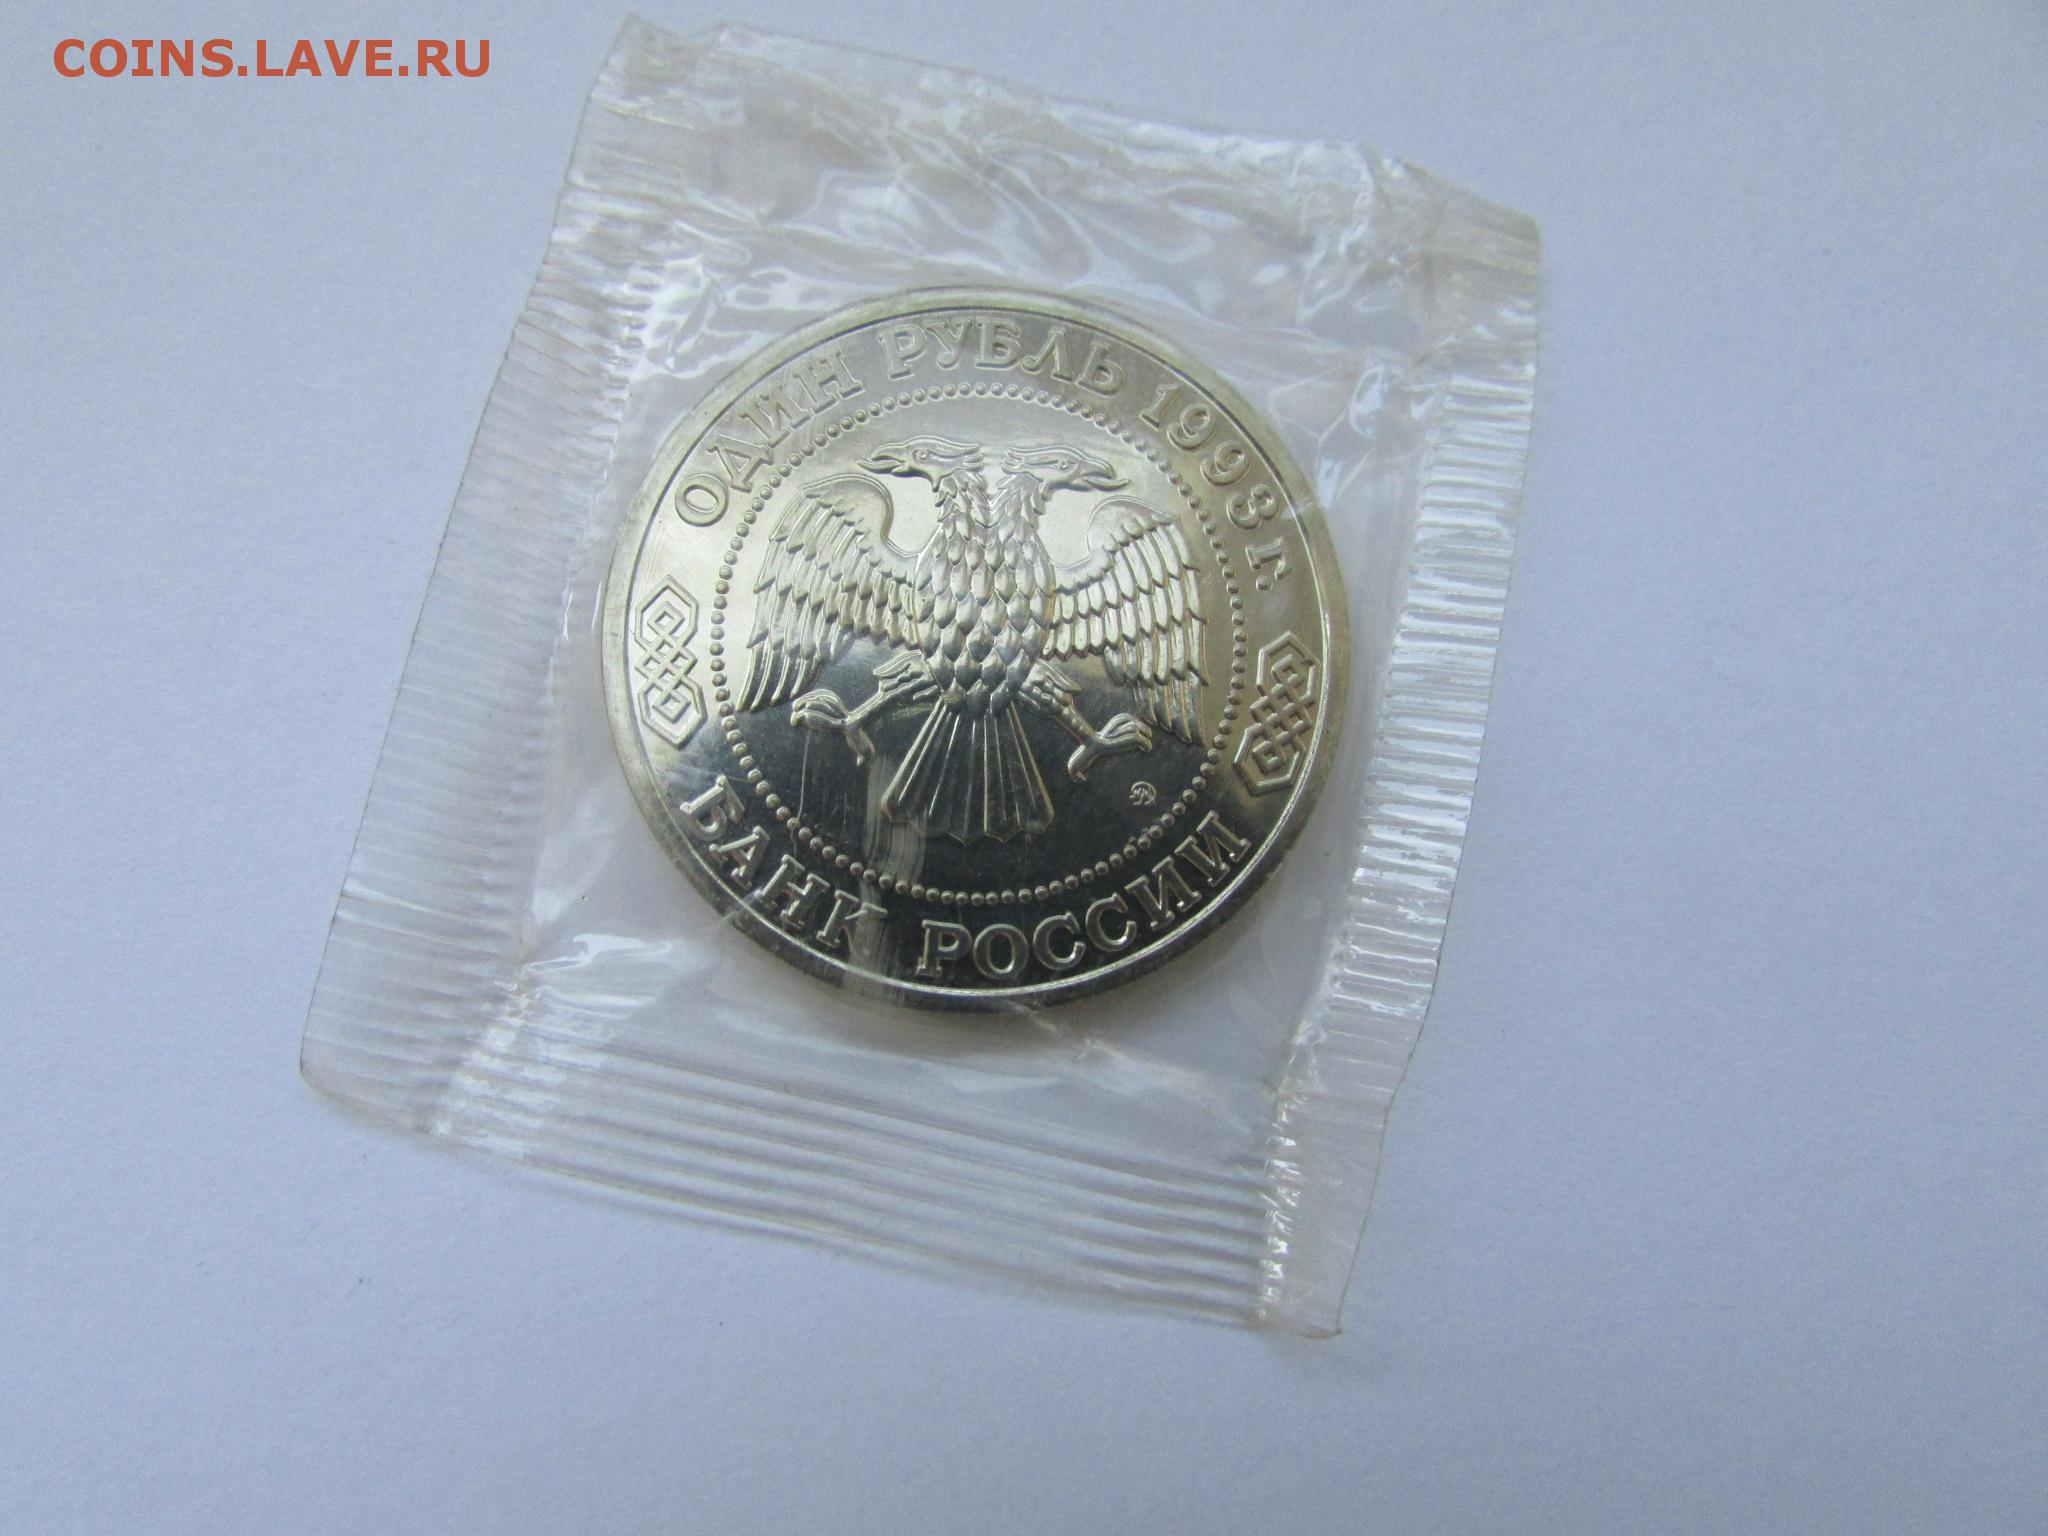 COINS.LAVE.RU
ОДИН РУБЛЬ 1993 г.
БАНК РОССИИ